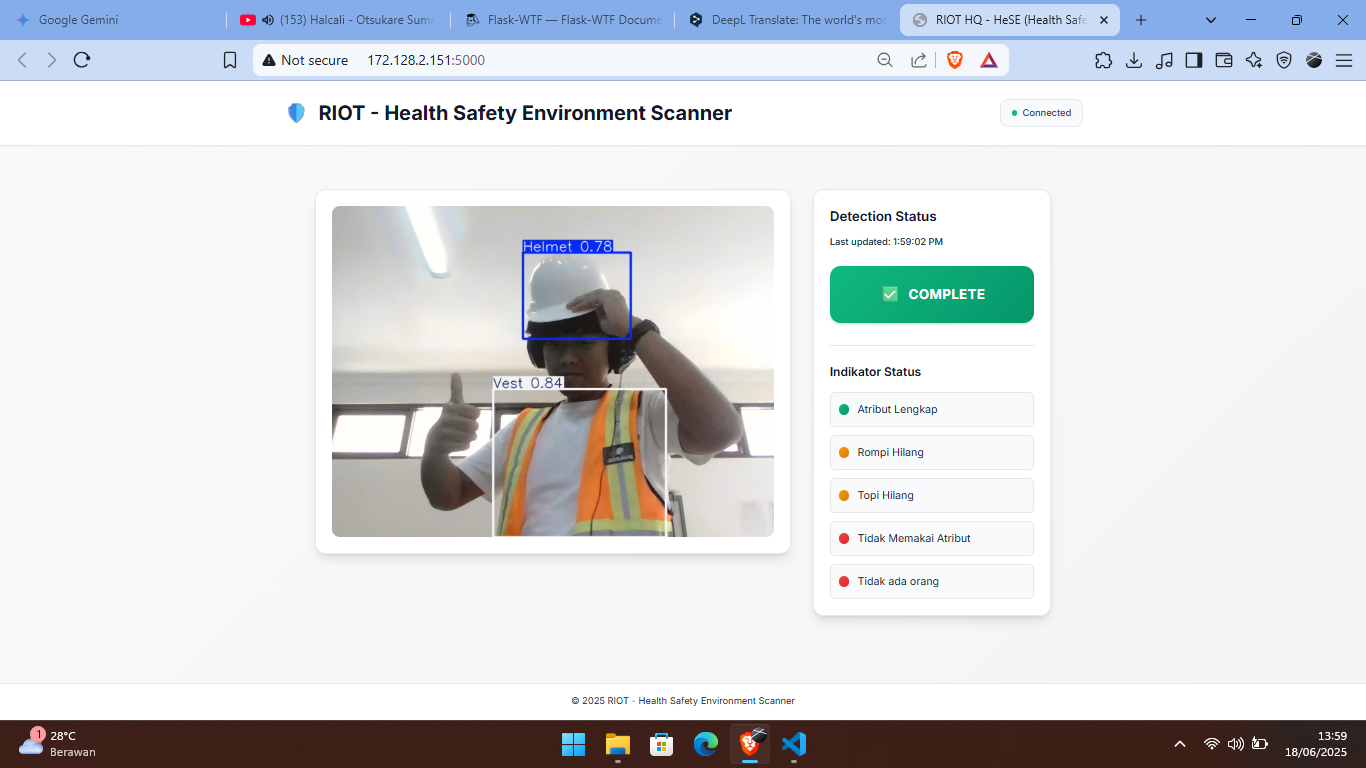 Google Gemini
(153) Halcali - Otsukare Summ
Flask-WTF — Flask-WTF Docume
DeepL Translate: The world's mos
RIOT HQ - HeSE (Health Safe
Not secure 172.128.2.151:5000
RIOT - Health Safety Environment Scanner
Connected
Helmet 0.78
Vest 0.84
Detection Status
Last updated: 1:59:02 PM
COMPLETE
Indikator Status
Atribut Lengkap
Rompi Hilang
Topi Hilang
Tidak Memakai Atribut
Tidak ada orang
© 2025 RIOT - Health Safety Environment Scanner
1
28°C
Berawan
13:59
18/06/2025